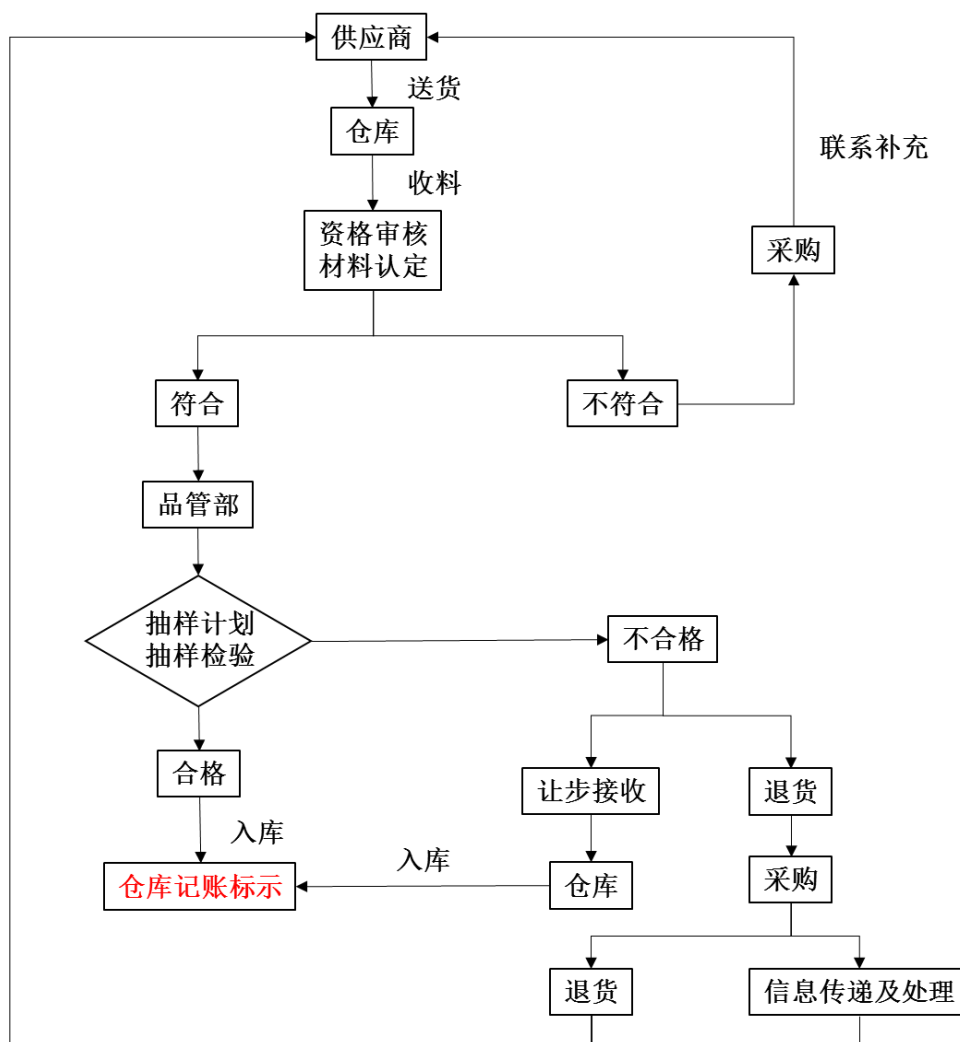 供应商
送货
仓库
联系补充
收料
资格审核
材料认定
采购
符合
不符合
品管部
抽样计划
抽样检验
不合格
合格
让步接收
退货
入库
入库
仓库记账标示
仓库
采购
退货
信息传递及处理